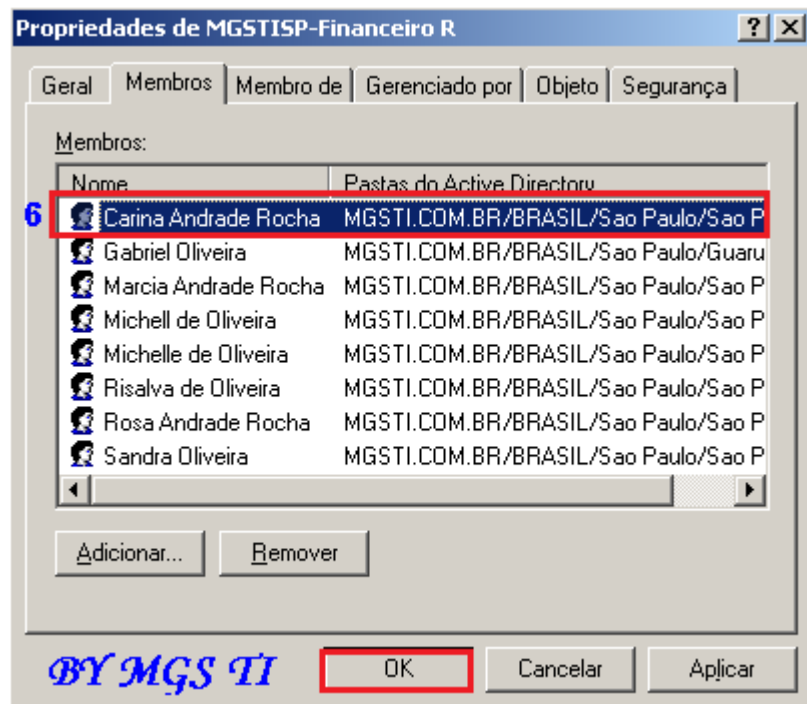 Propriedades de MGSTISP-Financeiro R
Geral Membros Membro de Gerenciado por Objeto Segurança
Membros:
Nome Pastas do Active Directory
6 Carina Andrade Rocha MGSTI.COM.BR/BRASIL/Sao Paulo/Sao P
Gabriel Oliveira MGSTI.COM.BR/BRASIL/Sao Paulo/Guaru
Marcia Andrade Rocha MGSTI.COM.BR/BRASIL/Sao Paulo/Sao P
Michell de Oliveira MGSTI.COM.BR/BRASIL/Sao Paulo/Sao P
Michelle de Oliveira MGSTI.COM.BR/BRASIL/Sao Paulo/Sao P
Risalva de Oliveira MGSTI.COM.BR/BRASIL/Sao Paulo/Sao P
Rosa Andrade Rocha MGSTI.COM.BR/BRASIL/Sao Paulo/Sao P
Sandra Oliveira MGSTI.COM.BR/BRASIL/Sao Paulo/Sao P
Adicionar... Remover
BY MGS TI OK Cancelar Aplicar